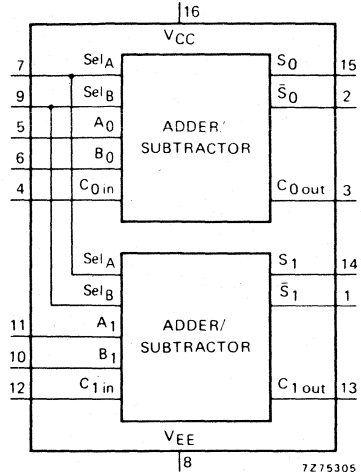 16
VCC
7 SelA S0 15
9 SelB S̄0 2
5 A0
ADDER/
6 B0
SUBTRACTOR
4 C0 in C0 out 3
SelA S1 14
SelB S̄1 1
11 A1
ADDER/
10 B1
SUBTRACTOR
12 C1 in C1 out 13
VEE
8
7Z75305